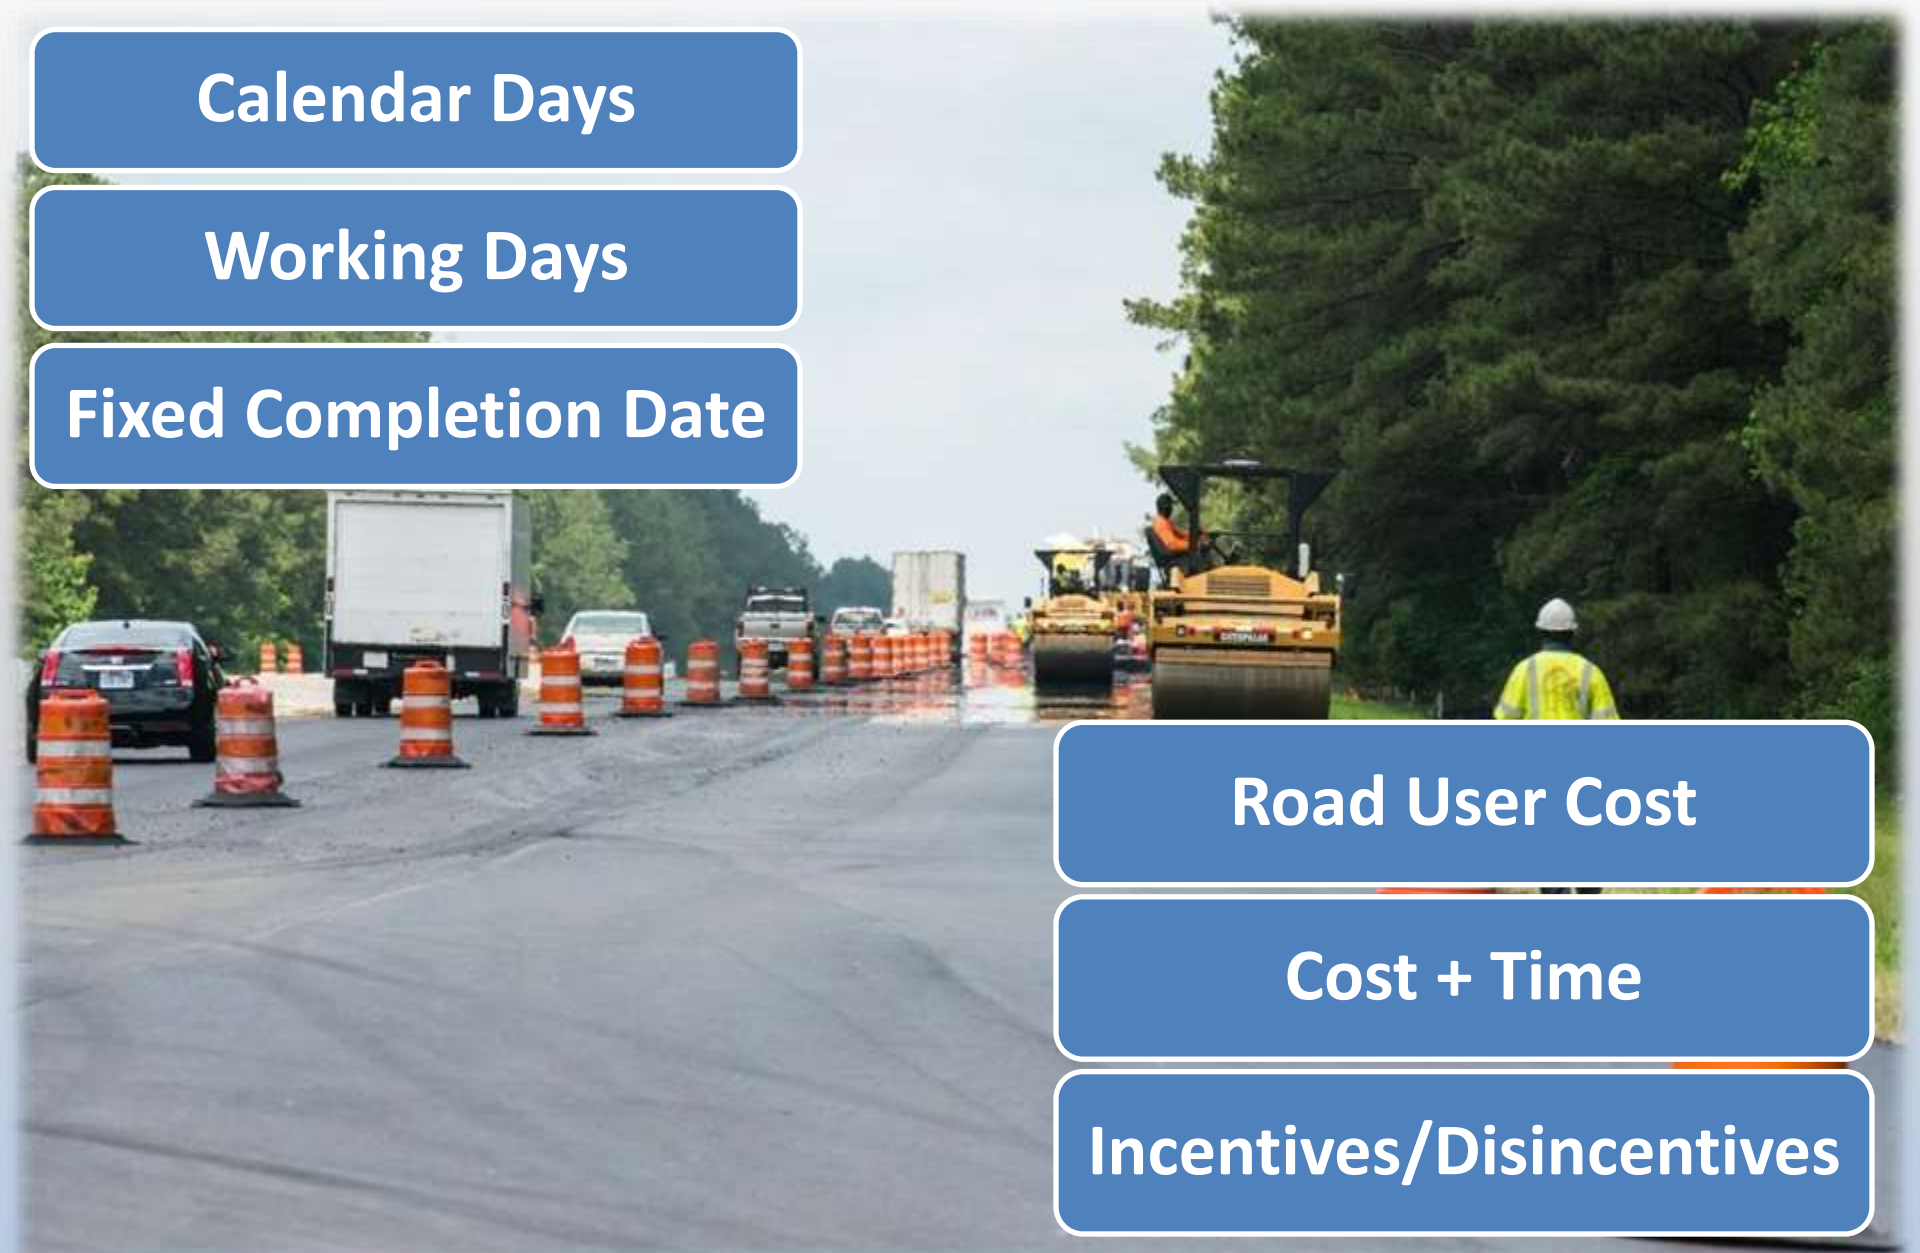 Calendar Days
Working Days
Fixed Completion Date
Road User Cost
Cost + Time
Incentives/Disincentives